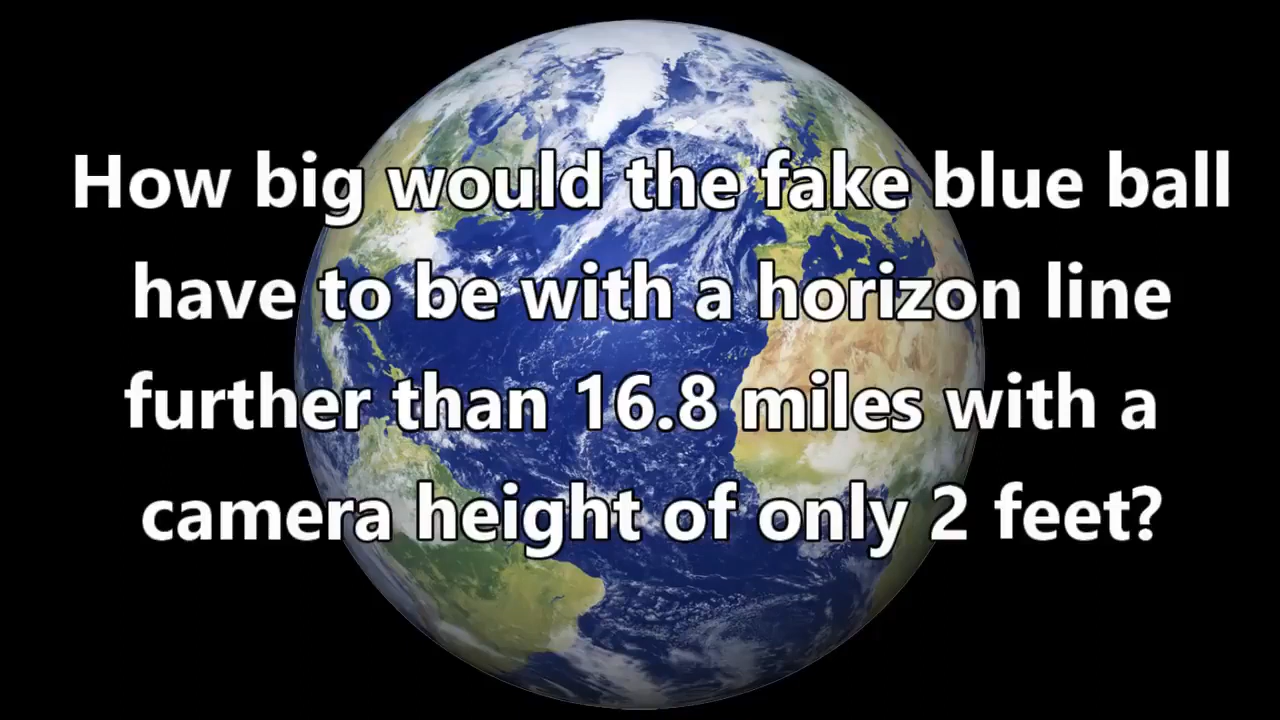 How big would the fake blue ball
have to be with a horizon line
further than 16.8 miles with a
camera height of only 2 feet?